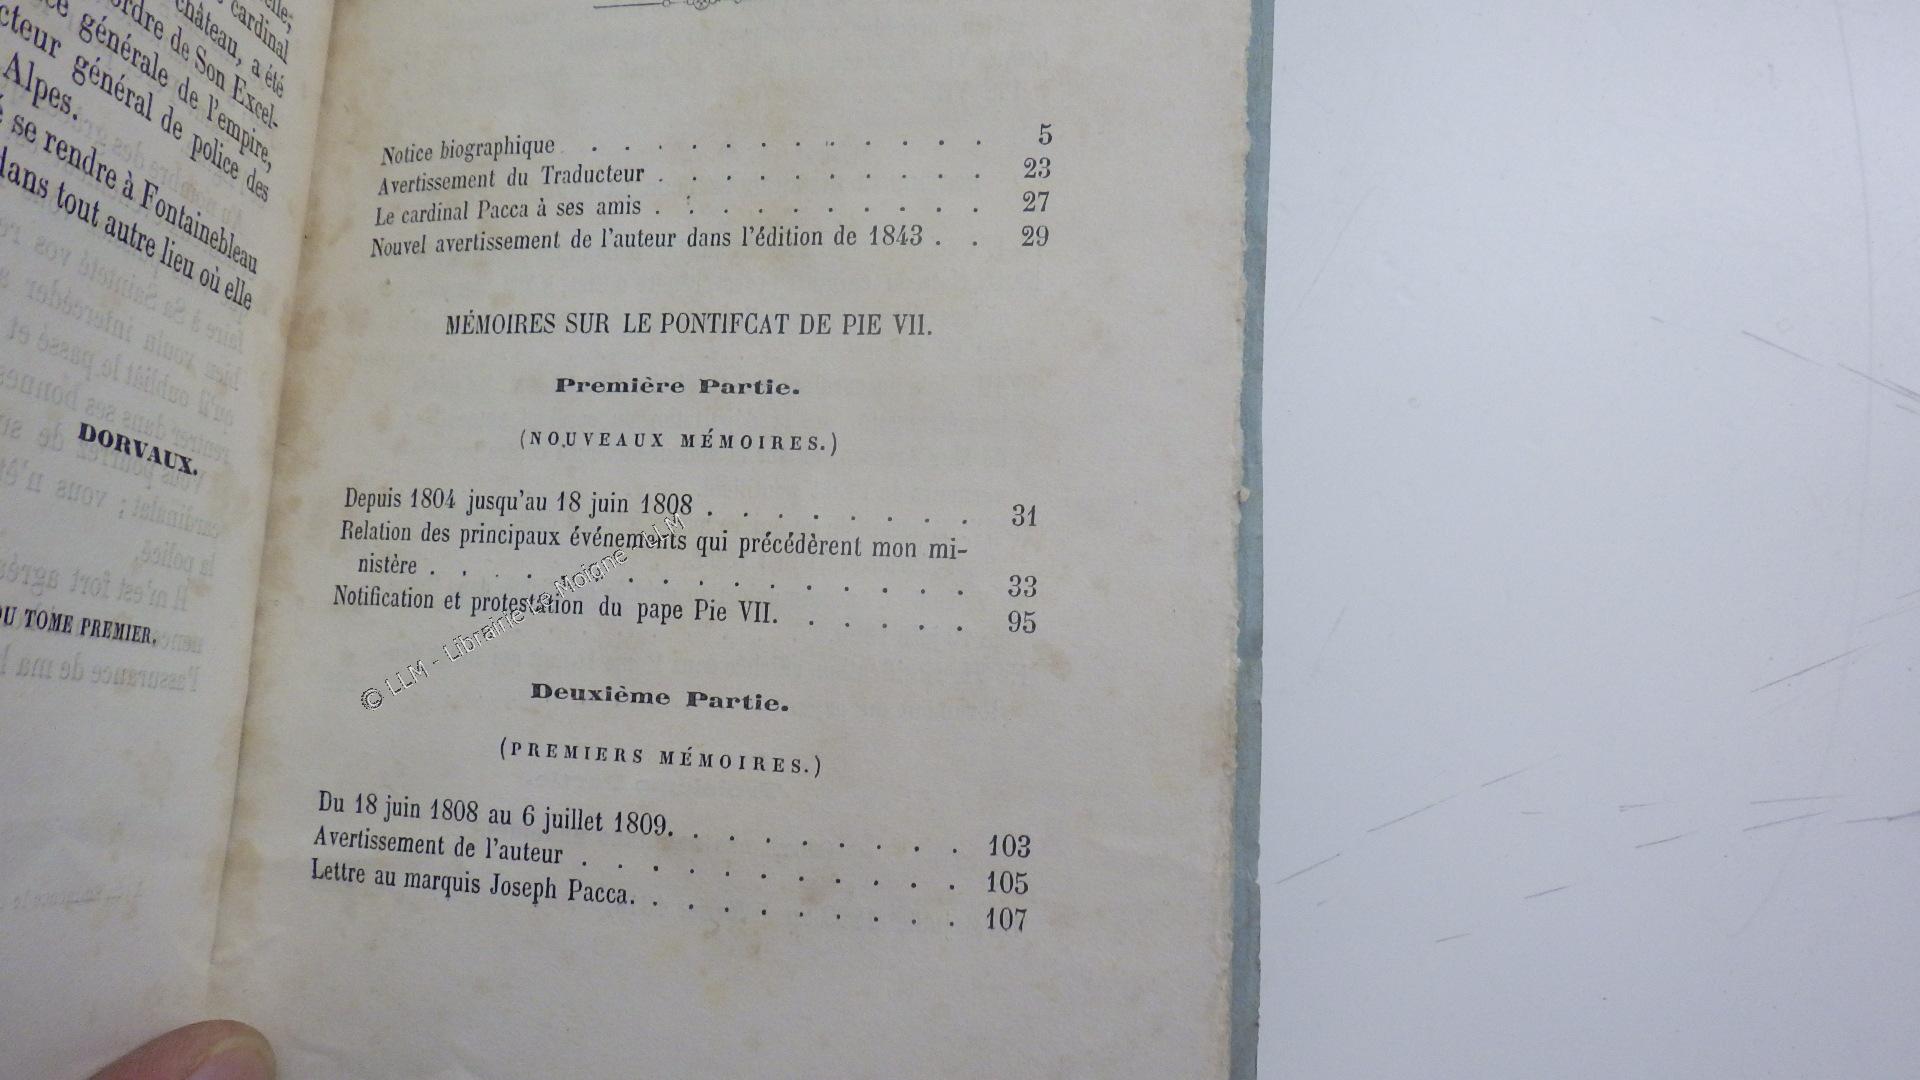 elle;
cardinal
château, a été
ordre de Son Excel-
générale de l'empire,
général de police des
Alpes.
se rendre à Fontainebleau
dans tout autre lieu où elle
DORVAUX.
DU TOME PREMIER.
Notice biographique . . . . . . . . . . . . 5
Avertissement du Traducteur . . . . . . . . . . 23
Le cardinal Pacca à ses amis . . . . . . . . . . 27
Nouvel avertissement de l'auteur dans l'édition de 1843 . . 29
MÉMOIRES SUR LE PONTIFCAT DE PIE VII.
Première Partie.
(NOUVEAUX MÉMOIRES.)
Depuis 1804 jusqu'au 18 juin 1808 . . . . . . . . 31
Relation des principaux événements qui précédèrent mon mi-
nistère . . . . . . . . . . . . . . . . 33
Notification et protestation du pape Pie VII. . . . . . 95
Deuxième Partie.
(PREMIERS MÉMOIRES.)
Du 18 juin 1808 au 6 juillet 1809. . . . . . . . . 103
Avertissement de l'auteur . . . . . . . . . . . 105
Lettre au marquis Joseph Pacca. . . . . . . . . . 107
© LLM - Librairie Le Moigne - LLM